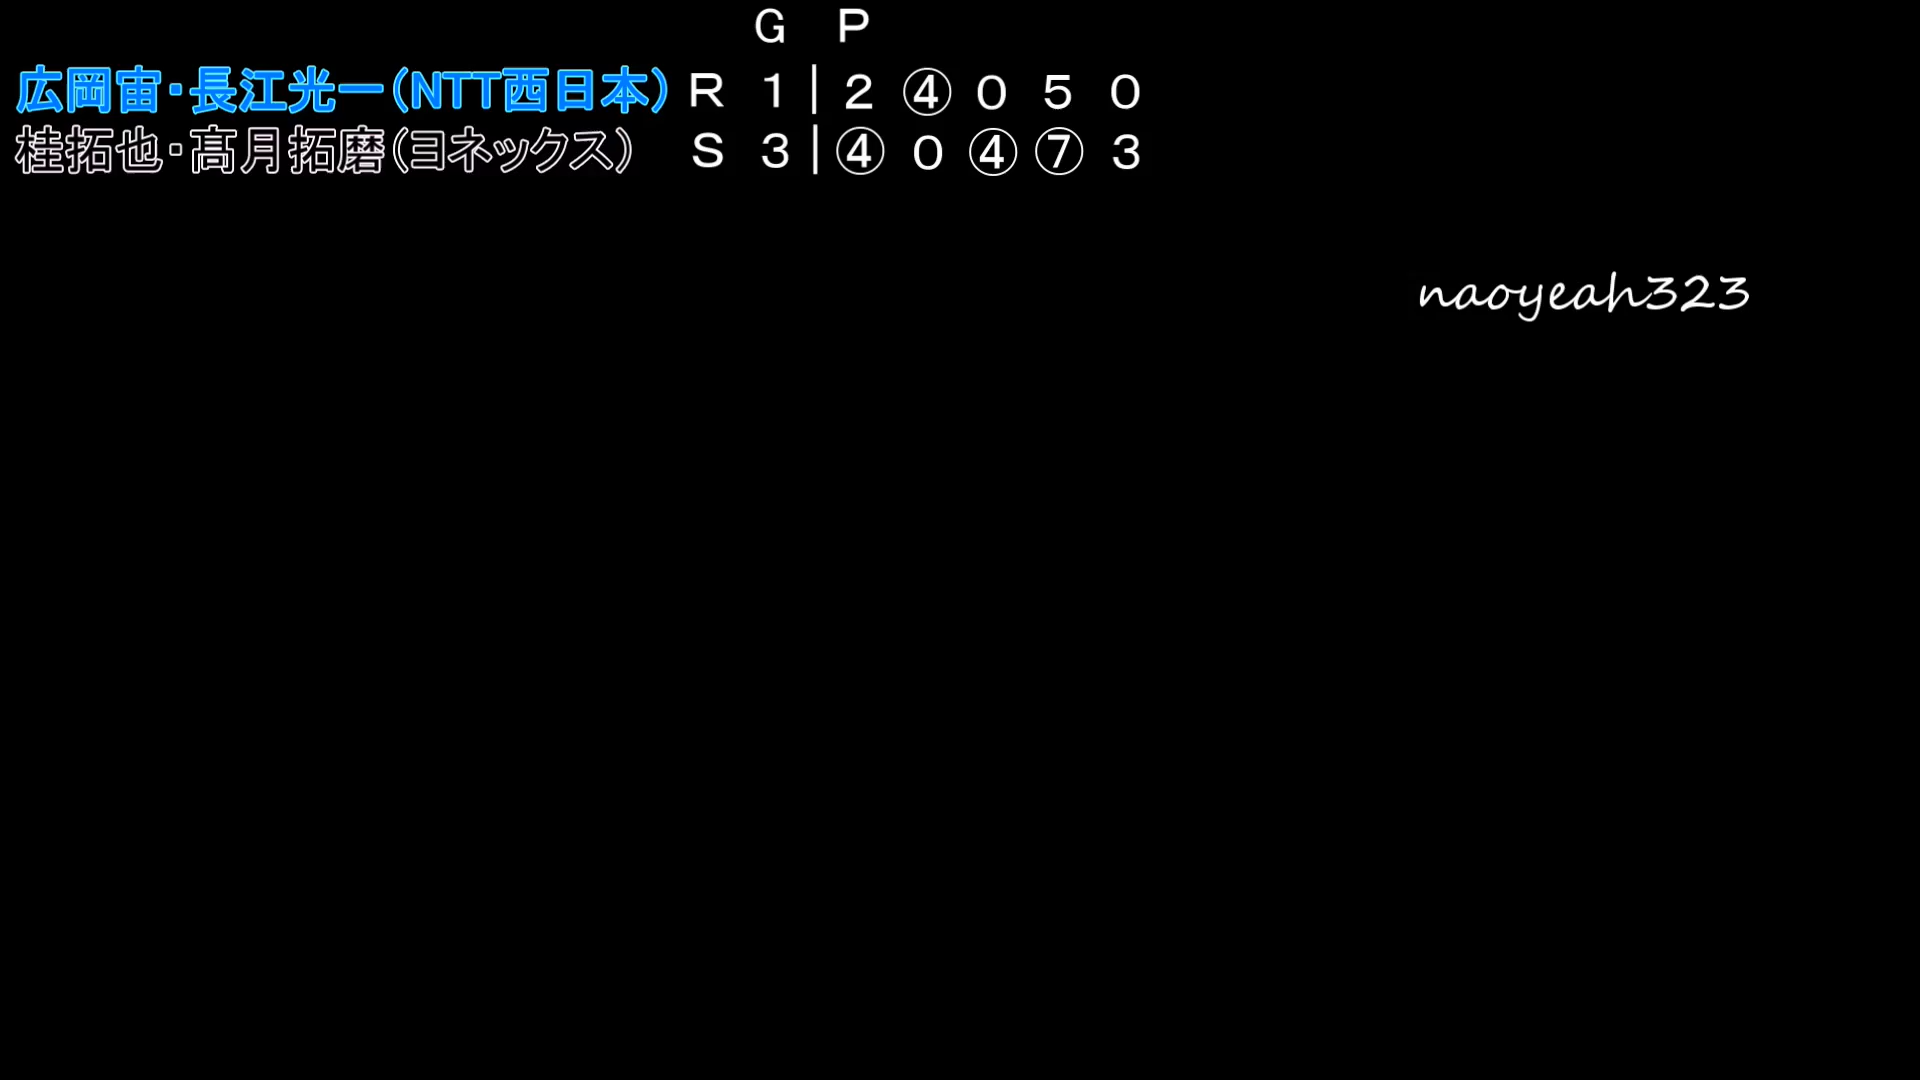 G P
広岡宙・長江光一(NTT西日本) R 1 | 2 ④ 0 5 0
桂拓也・髙月拓磨(ヨネックス) S 3 | ④ 0 ④ ⑦ 3
naoyeah323